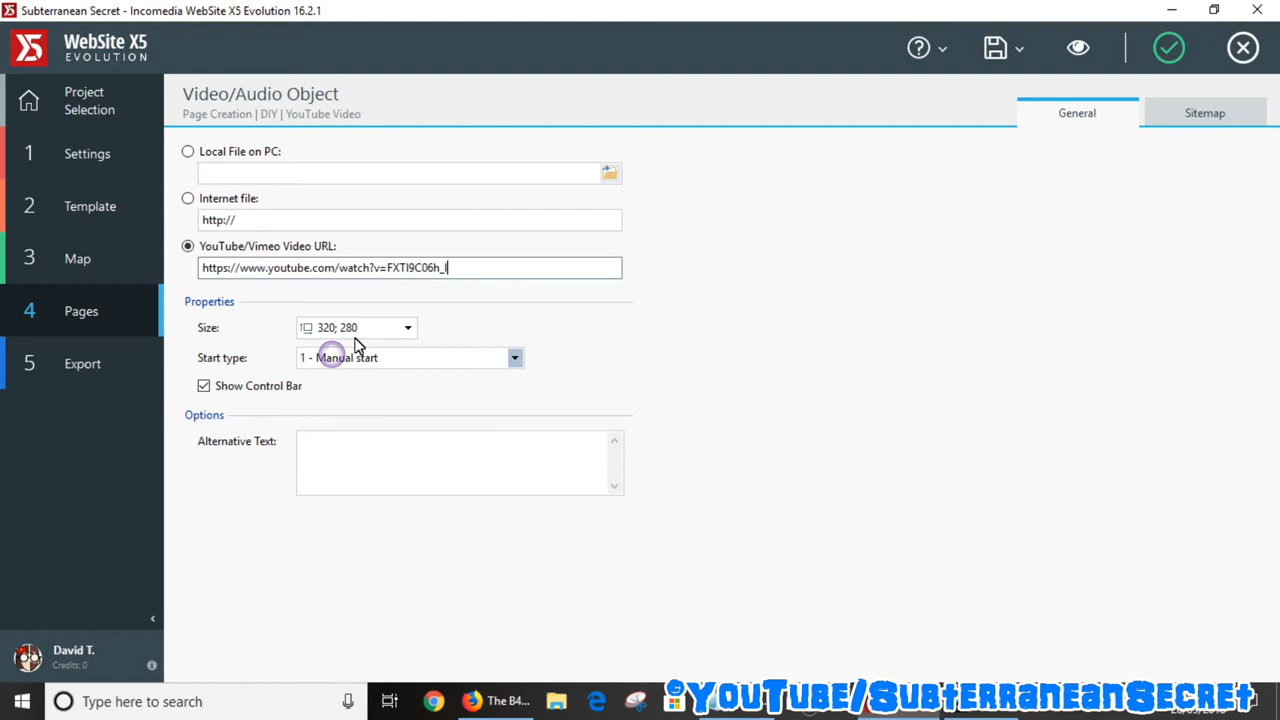 Subterranean Secret - Incomedia WebSite X5 Evolution 16.2.1
X5
WebSite X5
EVOLUTION
Project Selection
1 Settings
2 Template
3 Map
4 Pages
5 Export
David T.
Credits: 0
Video/Audio Object
Page Creation | DIY | YouTube Video
General
Sitemap
Local File on PC:
Internet file:
http://
YouTube/Vimeo Video URL:
https://www.youtube.com/watch?v=FXTI9C06h_I
Properties
Size:
320; 280
Start type:
1 - Manual start
Show Control Bar
Options
Alternative Text:
Type here to search
The B4...
YouTube/SubterraneanSecret